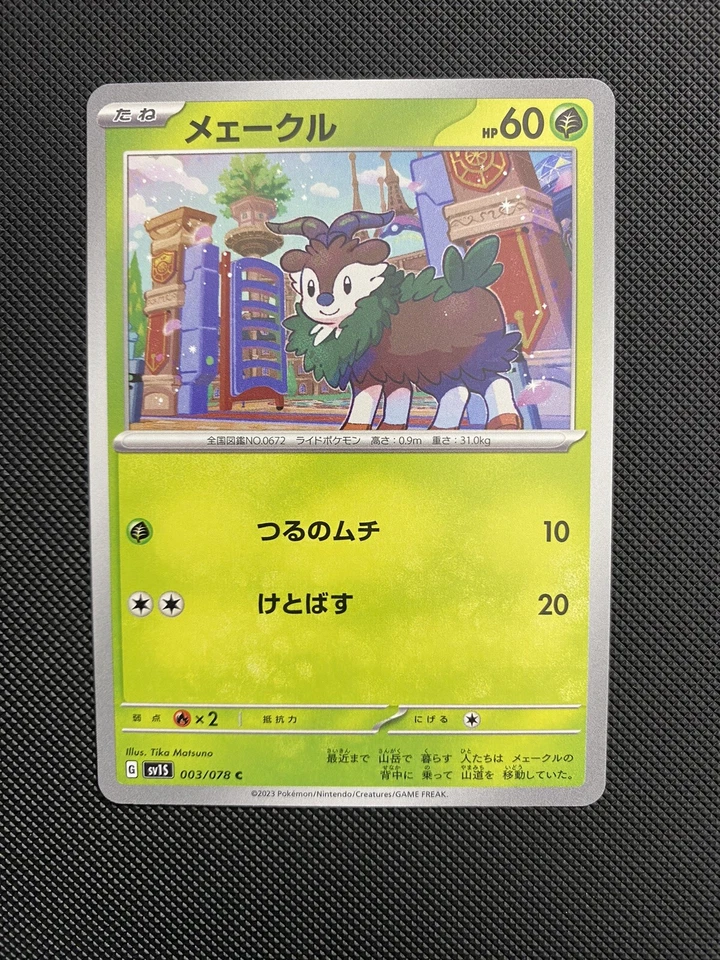 たね メェークル HP60
全国図鑑NO.0672 ライドポケモン 高さ:0.9m 重さ:31.0kg
つるのムチ 10
けとばす 20
弱点 ×2 抵抗力 にげる
Illus. Tika Matsuno
最近まで 山岳で 暮らす 人たちは メェークルの
背中に 乗って 山道を 移動していた。
G sv1S 003/078 C
©2023 Pokémon/Nintendo/Creatures/GAME FREAK.